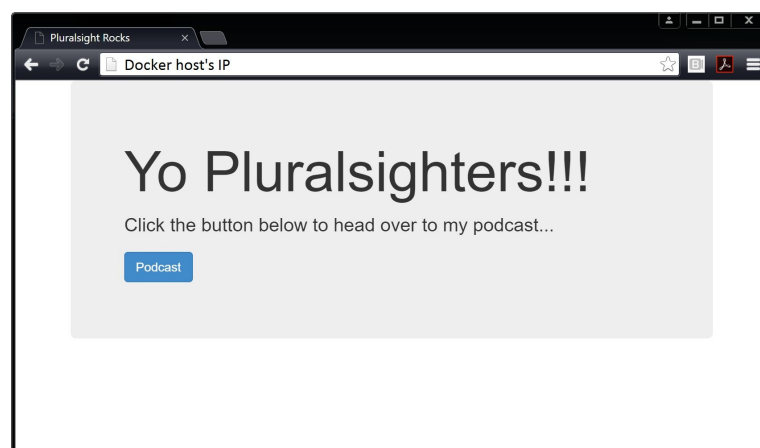 Pluralsight Rocks
Docker host's IP
Yo Pluralsighters!!!
Click the button below to head over to my podcast...
Podcast